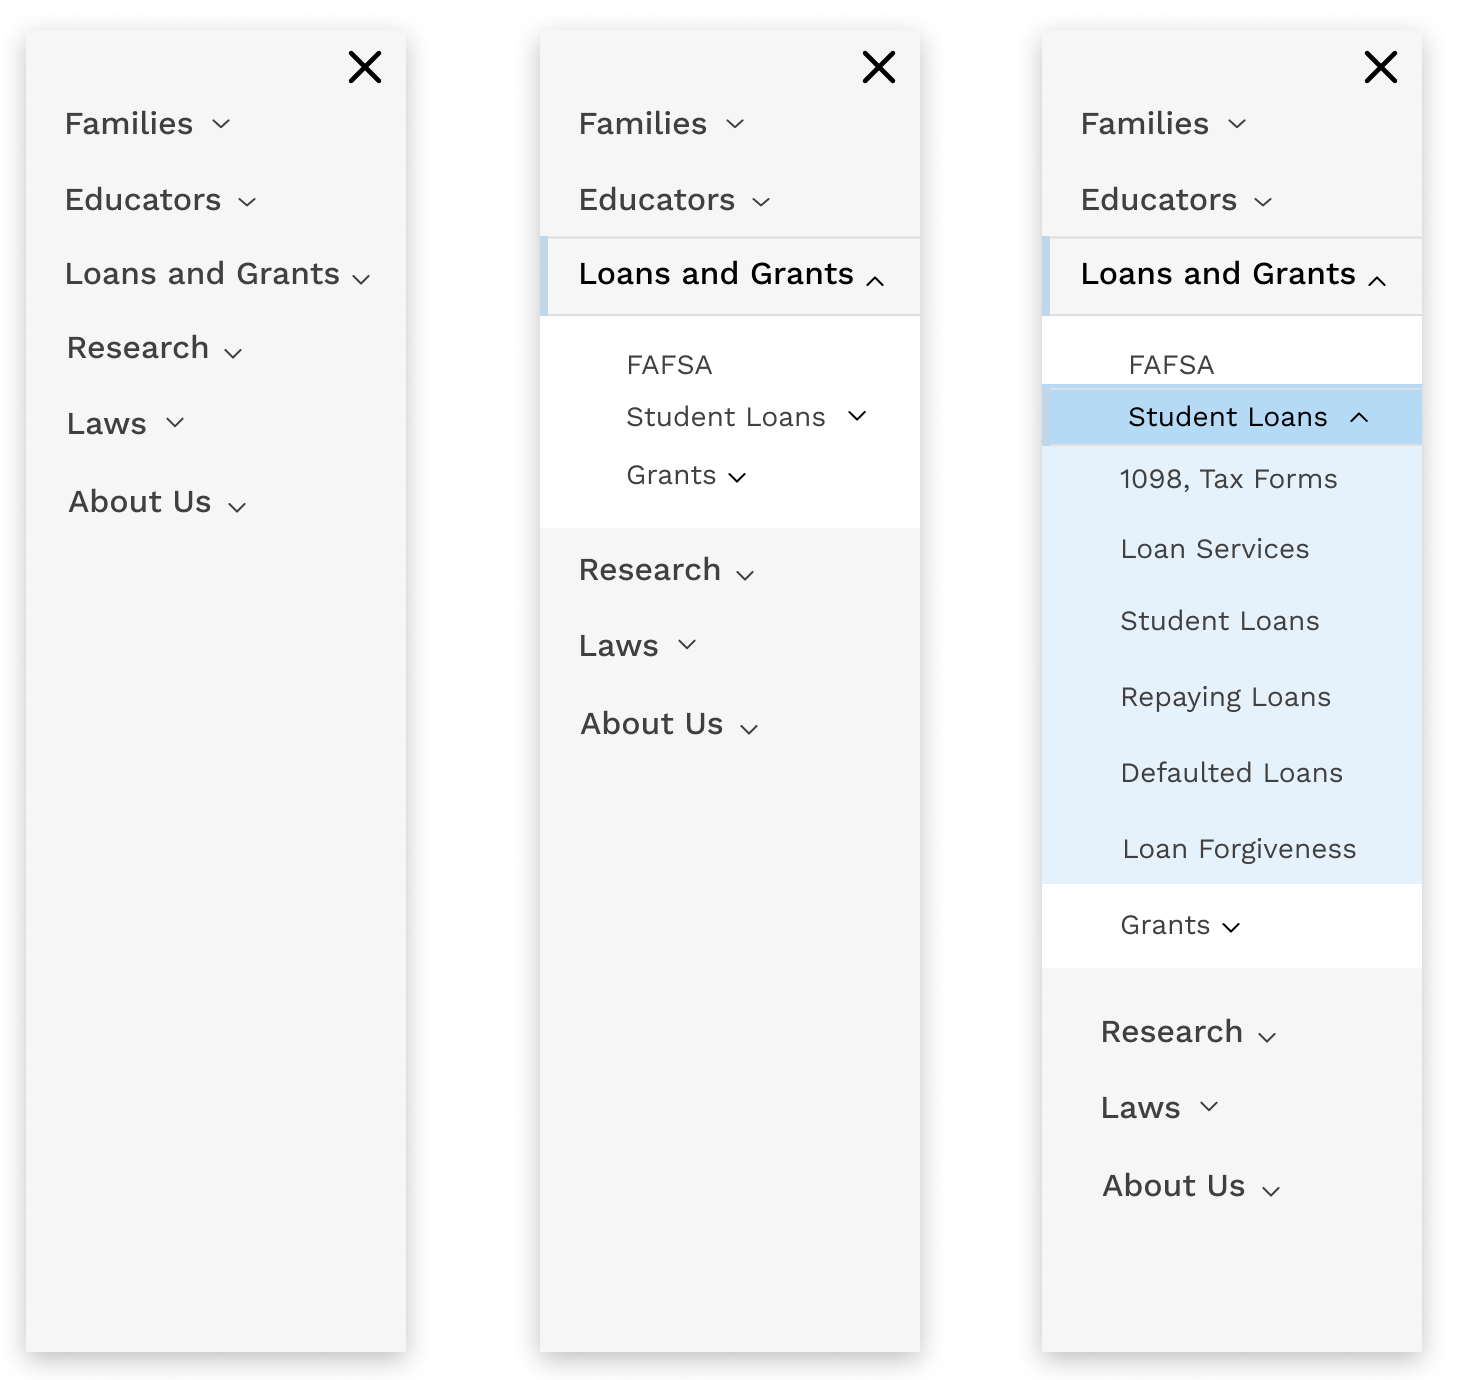 Families
Educators
Loans and Grants
Research
Laws
About Us
Families
Educators
Loans and Grants
FAFSA
Student Loans
Grants
Research
Laws
About Us
Families
Educators
Loans and Grants
FAFSA
Student Loans
1098, Tax Forms
Loan Services
Student Loans
Repaying Loans
Defaulted Loans
Loan Forgiveness
Grants
Research
Laws
About Us